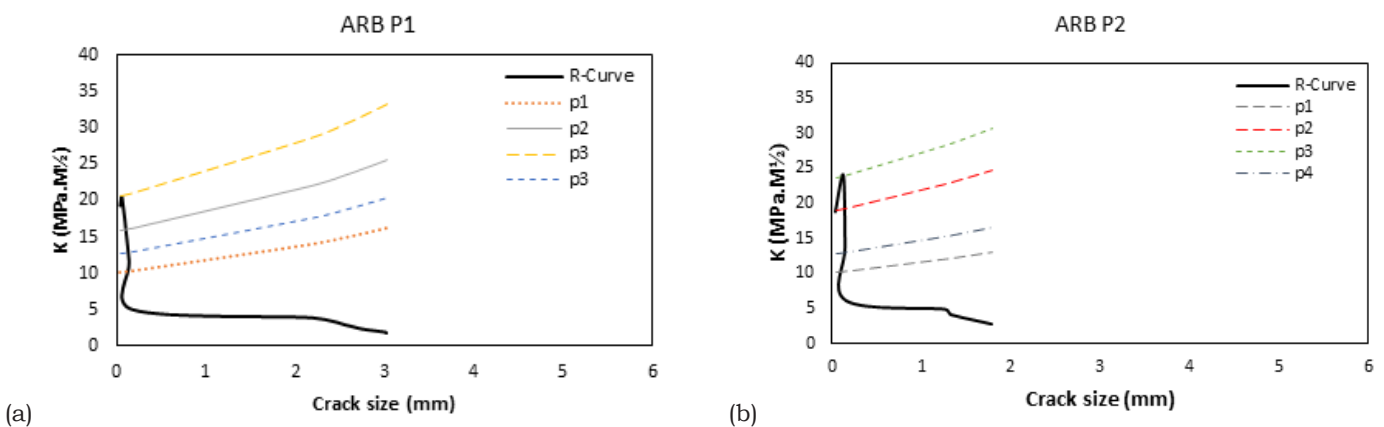 ARB P1
40
35
30
25
20
15
10
5
0
K (MPa.M½)
R-Curve
p1
p2
p3
p3
0 1 2 3 4 5 6
Crack size (mm)
(a)
ARB P2
40
35
30
25
20
15
10
5
0
K (MPa.M½)
R-Curve
p1
p2
p3
p4
0 1 2 3 4 5 6
Crack size (mm)
(b)